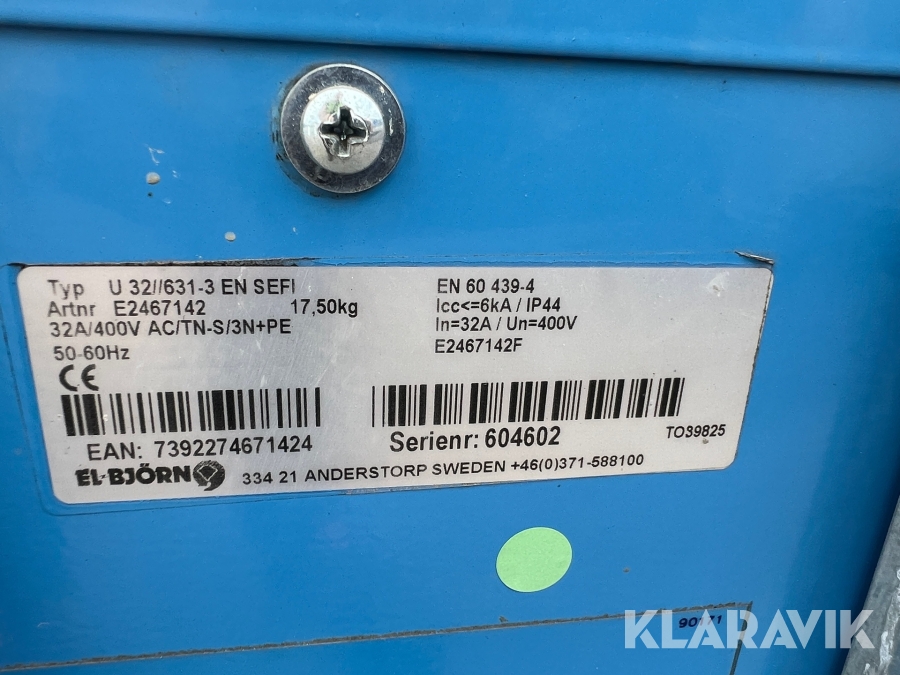 Typ U 32//631-3 EN SEFI
Artnr E2467142 17,50kg
32A/400V AC/TN-S/3N+PE
50-60Hz
CE
EN 60 439-4
Icc<=6kA / IP44
In=32A / Un=400V
E2467142F
EAN: 7392274671424
Serienr: 604602
TO39825
EL-BJÖRN
334 21 ANDERSTORP SWEDEN +46(0)371-588100
KLARAVIK